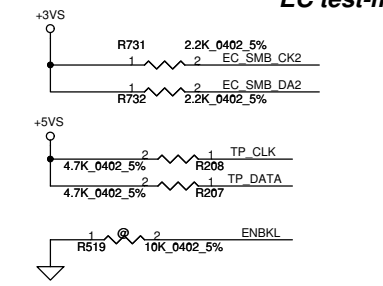 EC test-
+3VS
R731 2.2K_0402_5%
1 2 EC_SMB_CK2
1 2 EC_SMB_DA2
R732 2.2K_0402_5%
+5VS
2 1 TP_CLK
4.7K_0402_5% R208
2 1 TP_DATA
4.7K_0402_5% R207
1 @ 2 ENBKL
R519 10K_0402_5%